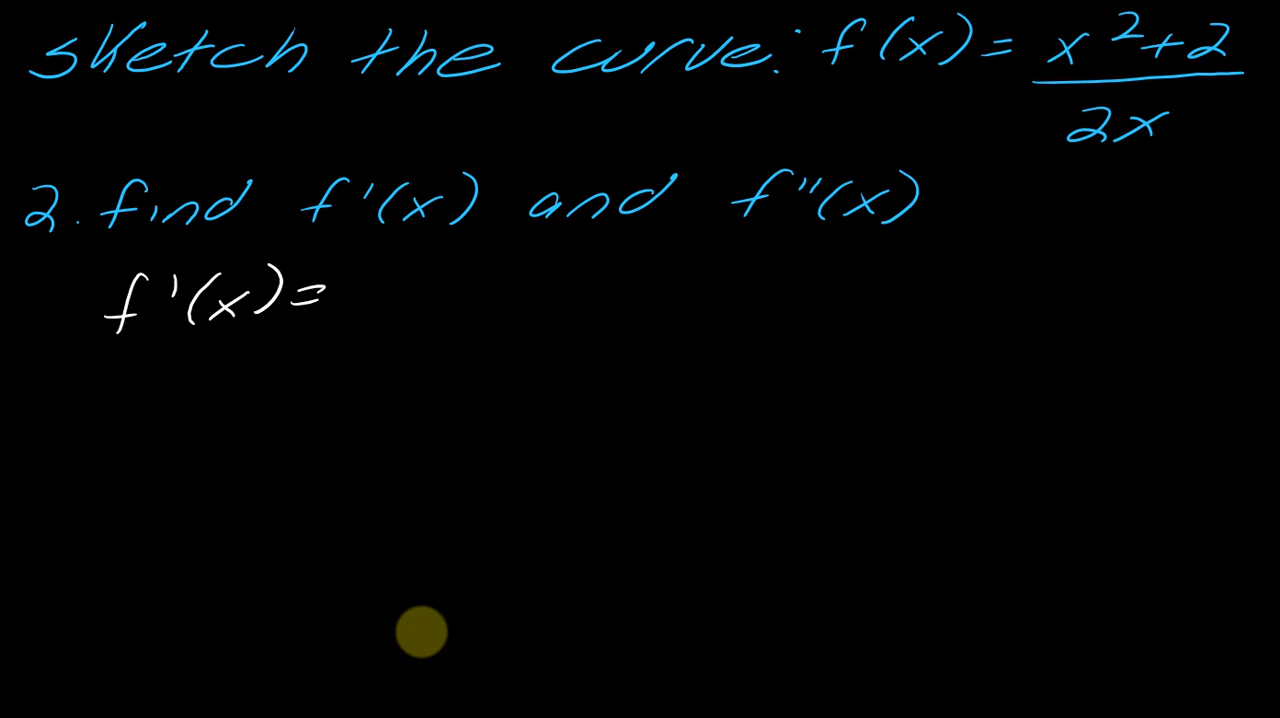 sketch the curve: f(x) = x²+2 / 2x
2. find f'(x) and f''(x)
f'(x) =